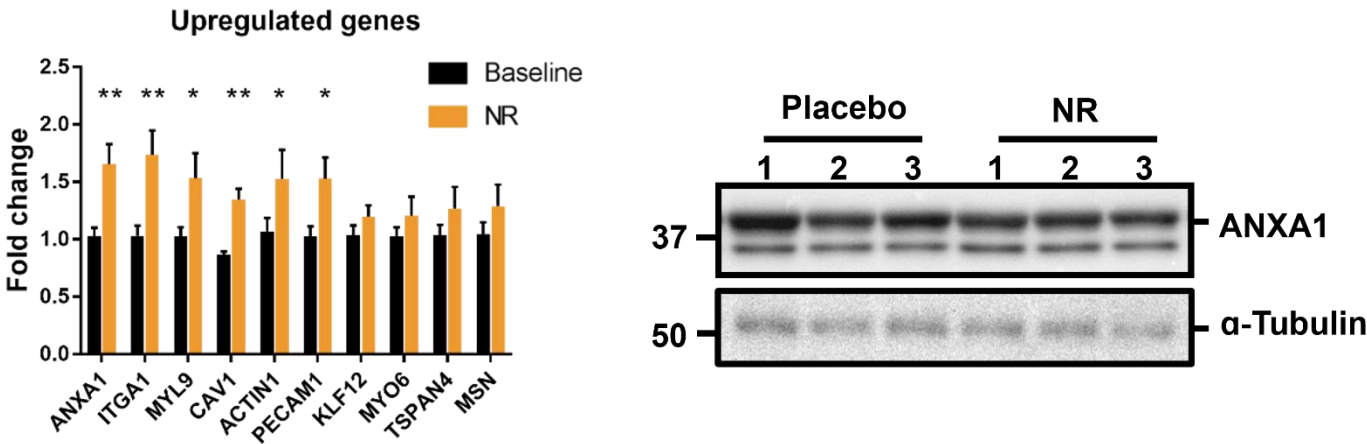 Upregulated genes
Fold change
2.5
2.0
1.5
1.0
0.5
0.0
** ** * ** * *
Baseline
NR
ANXA1
ITGA1
MYL9
CAV1
ACTIN1
PECAM1
KLF12
MYO6
TSPAN4
MSN
Placebo NR
1 2 3 1 2 3
37 ANXA1
50 α-Tubulin